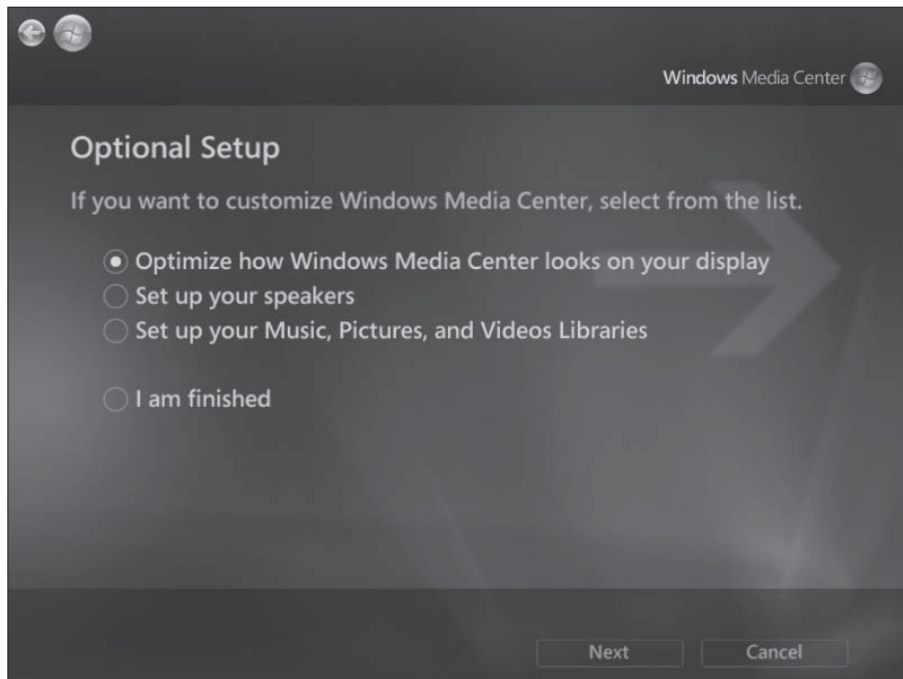 Windows Media Center
Optional Setup
If you want to customize Windows Media Center, select from the list.
Optimize how Windows Media Center looks on your display
Set up your speakers
Set up your Music, Pictures, and Videos Libraries
I am finished
Next Cancel